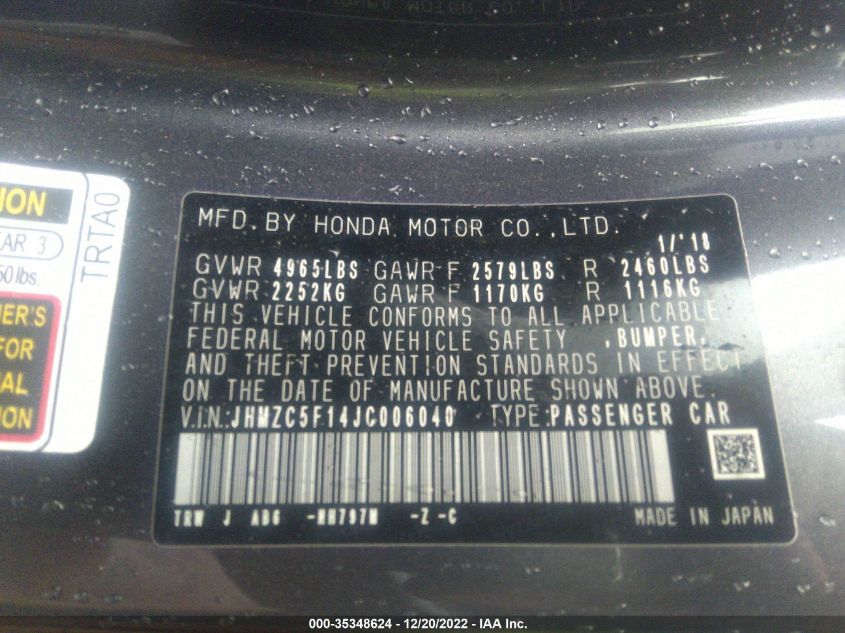 MFD. BY HONDA MOTOR CO., LTD.
1/'18
GVWR 4965LBS GAWR F 2579LBS R 2460LBS
GVWR 2252KG GAWR F 1170KG R 1116KG
THIS VEHICLE CONFORMS TO ALL APPLICABLE
FEDERAL MOTOR VEHICLE SAFETY , BUMPER,
AND THEFT PREVENTION STANDARDS IN EFFECT
ON THE DATE OF MANUFACTURE SHOWN ABOVE.
V.I.N.: JHMZC5F14JC006040 TYPE: PASSENGER CAR
TRW J AB6 -NH797M -Z -C
MADE IN JAPAN
TRTA0
000-35348624 - 12/20/2022 - IAA Inc.